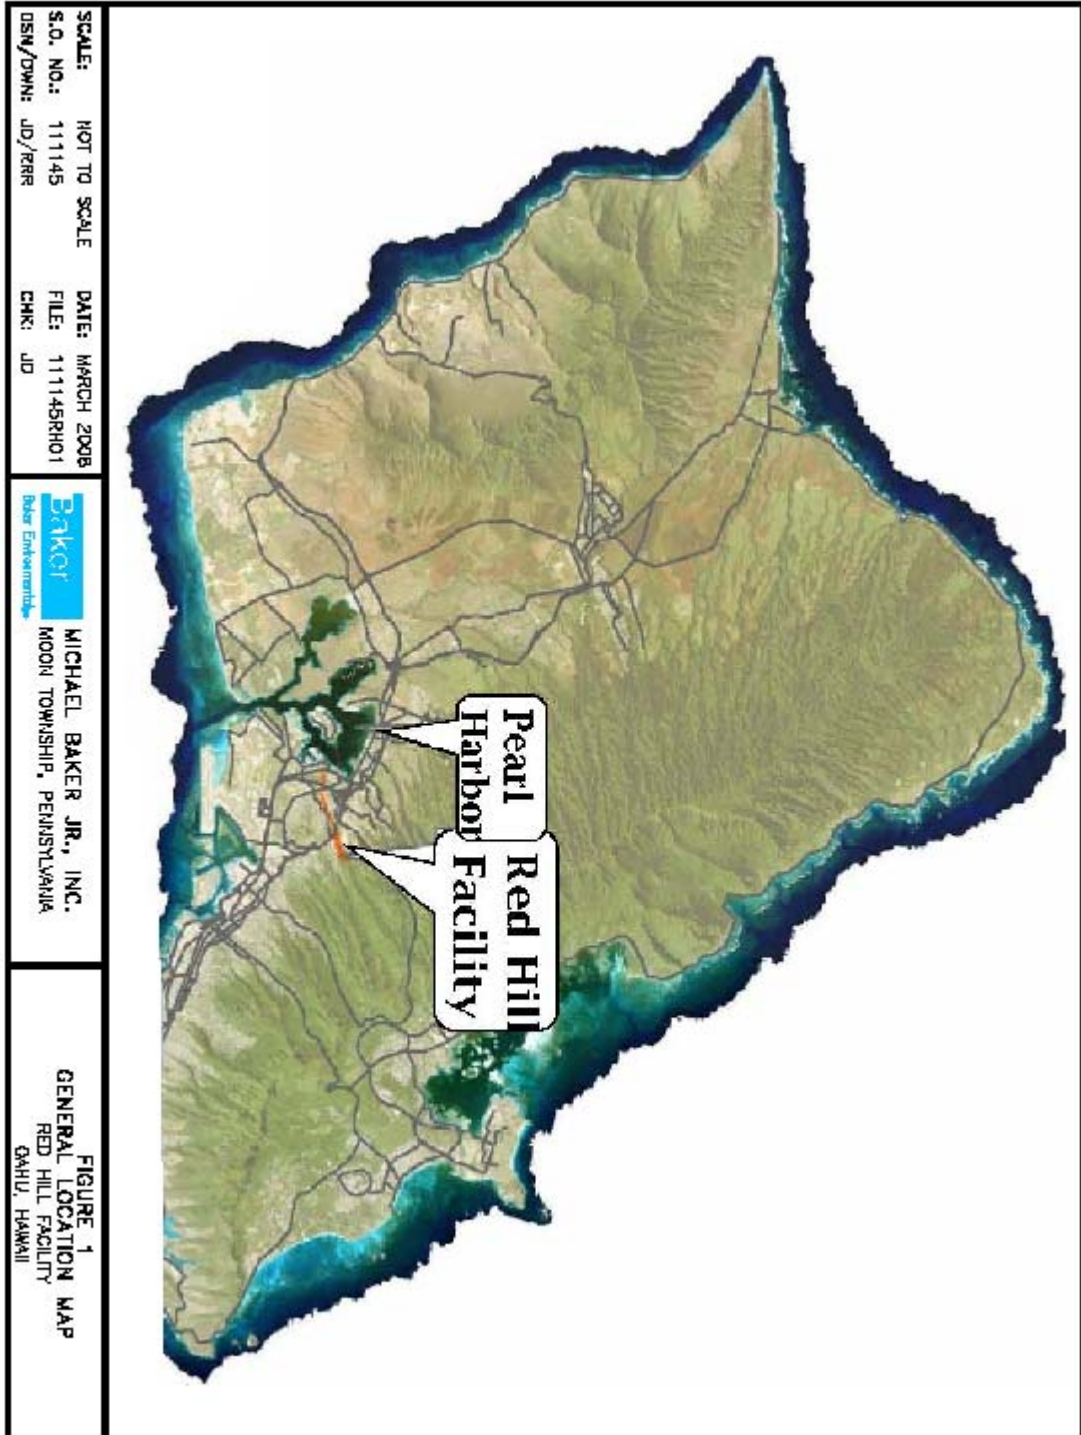 Pearl
Harbor
Red Hill
Facility
SCALE: NOT TO SCALE DATE: MARCH 2008
S.O. NO.: 111145 FILE: 111145RH01
DSN/DWN: JD/RRR CHK: JD
Baker
Baker Environmental
MICHAEL BAKER JR., INC.
MOON TOWNSHIP, PENNSYLVANIA
FIGURE 1
GENERAL LOCATION MAP
RED HILL FACILITY
OAHU, HAWAII